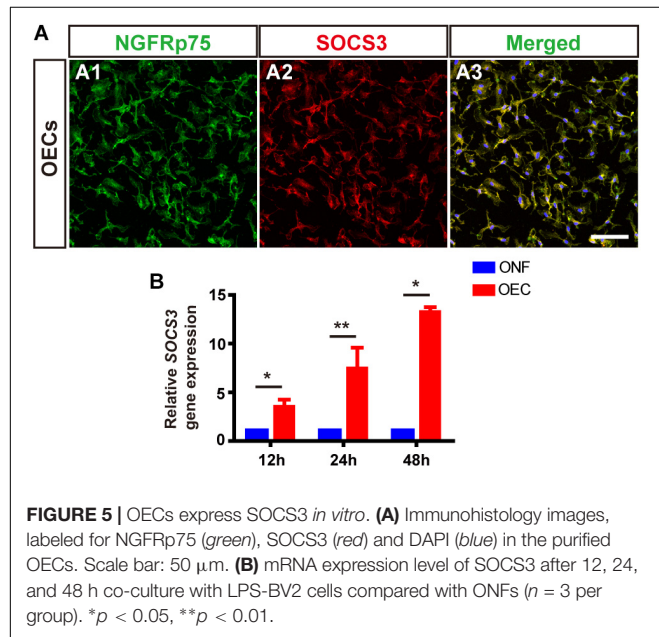 A
NGFRp75
SOCS3
Merged
OECs
A1
A2
A3
B
ONF
OEC
Relative SOCS3
gene expression
15
10
5
0
*
**
*
12h
24h
48h
FIGURE 5 | OECs express SOCS3 in vitro. (A) Immunohistology images,
labeled for NGFRp75 (green), SOCS3 (red) and DAPI (blue) in the purified
OECs. Scale bar: 50 μm. (B) mRNA expression level of SOCS3 after 12, 24,
and 48 h co-culture with LPS-BV2 cells compared with ONFs (n = 3 per
group). *p < 0.05, **p < 0.01.